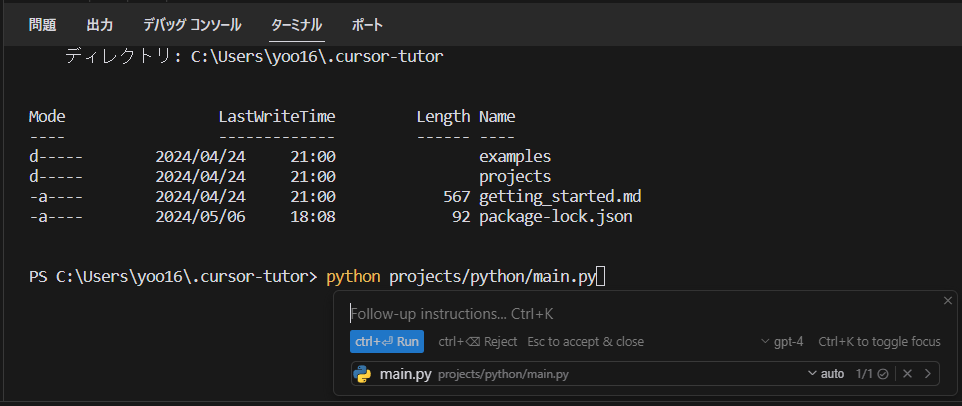 問題 出力 デバッグ コンソール ターミナル ポート
ディレクトリ: C:\Users\yoo16\.cursor-tutor
Mode LastWriteTime Length Name
---- ------------- ------ ----
d----- 2024/04/24 21:00 examples
d----- 2024/04/24 21:00 projects
-a---- 2024/04/24 21:00 567 getting_started.md
-a---- 2024/05/06 18:08 92 package-lock.json
PS C:\Users\yoo16\.cursor-tutor> python projects/python/main.py
Follow-up instructions... Ctrl+K
ctrl+⏎ Run ctrl+⌫ Reject Esc to accept & close gpt-4 Ctrl+K to toggle focus
main.py projects/python/main.py auto 1/1